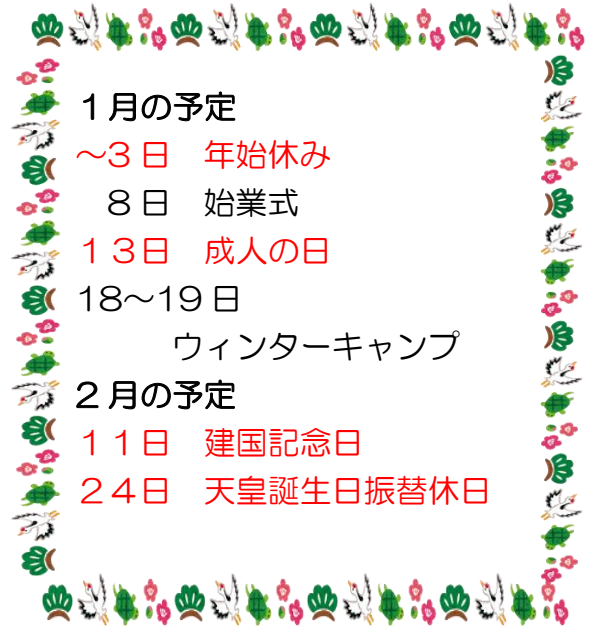 １月の予定
～３日　年始休み
８日　始業式
１３日　成人の日
18～19日
ウィンターキャンプ
２月の予定
１１日　建国記念日
２４日　天皇誕生日振替休日